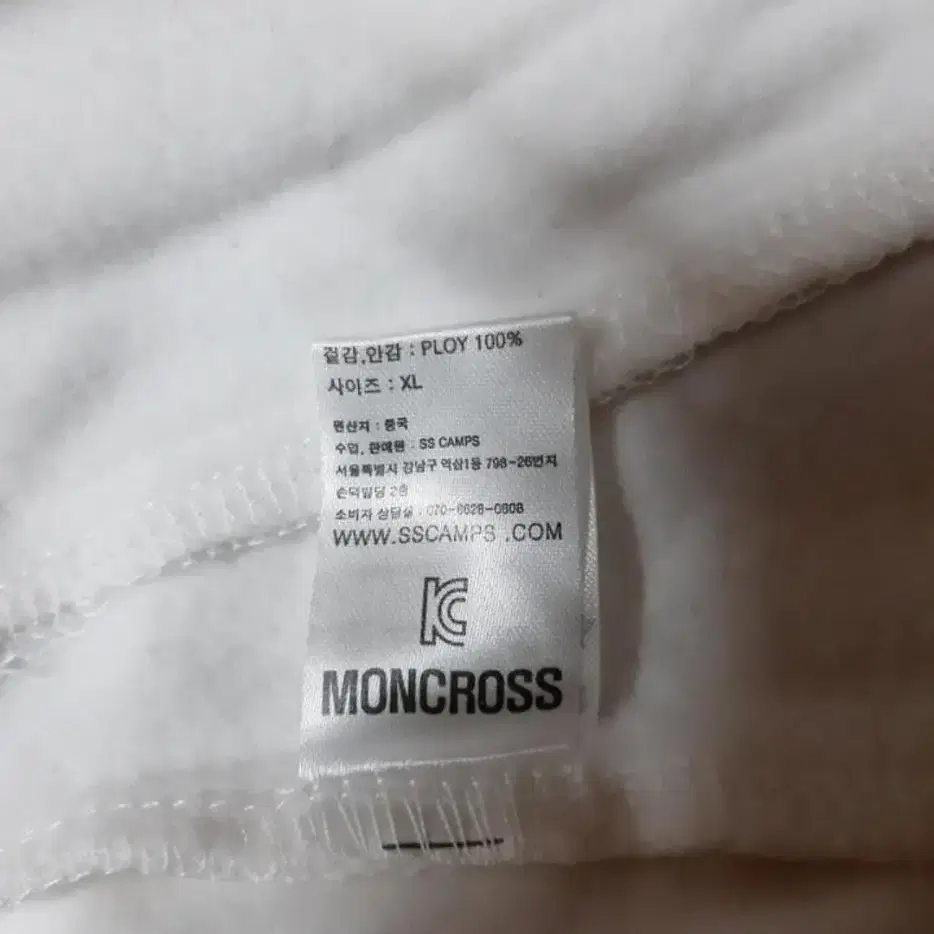 겉감,안감 : PLOY 100%
사이즈 : XL
원산지 : 중국
수입, 판매원 : SS CAMPS
서울특별시 강남구 역삼1동 798-26번지
손덕빌딩 2층
소비자 상담실 : 070-8628-0808
WWW.SSCAMPS .COM
KC
MONCROSS